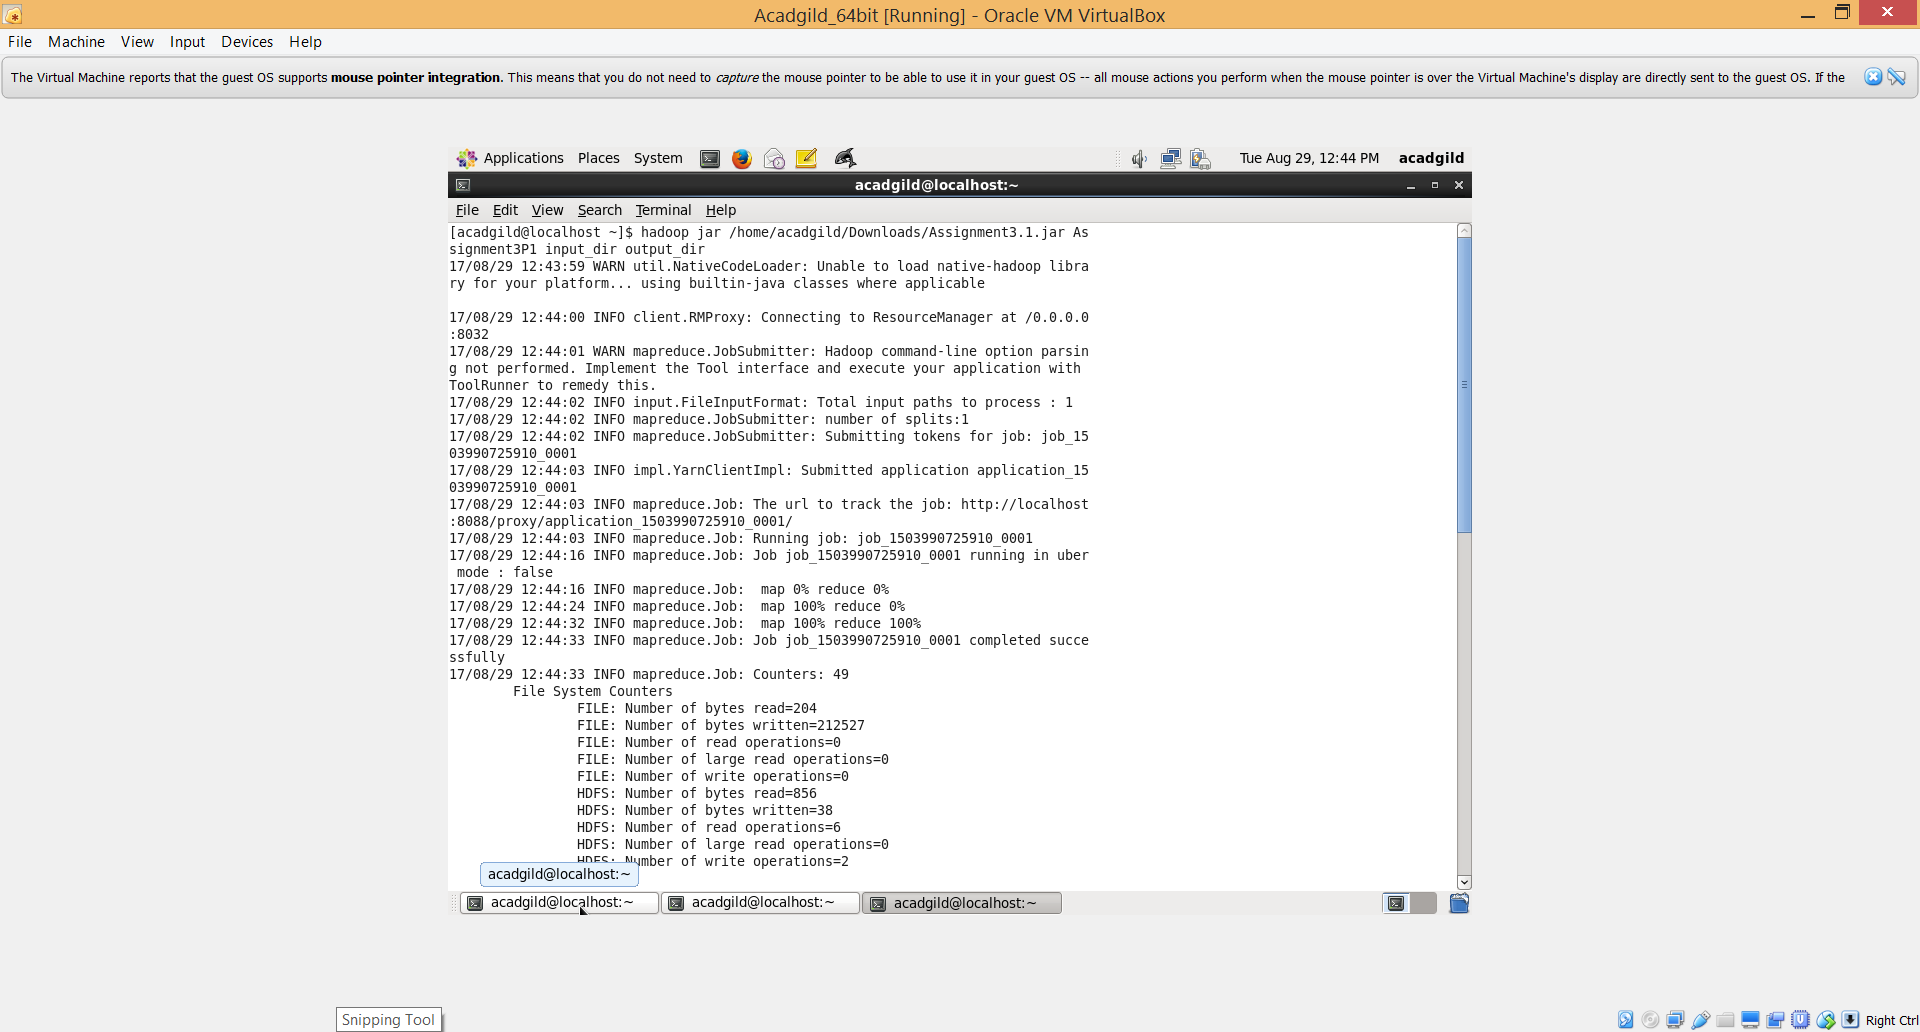 Acadgild_64bit [Running] - Oracle VM VirtualBox
File Machine View Input Devices Help
The Virtual Machine reports that the guest OS supports mouse pointer integration. This means that you do not need to capture the mouse pointer to be able to use it in your guest OS -- all mouse actions you perform when the mouse pointer is over the Virtual Machine's display are directly sent to the guest OS. If the
Applications Places System Tue Aug 29, 12:44 PM acadgild
acadgild@localhost:~
File Edit View Search Terminal Help
[acadgild@localhost ~]$ hadoop jar /home/acadgild/Downloads/Assignment3.1.jar As
signment3P1 input_dir output_dir
17/08/29 12:43:59 WARN util.NativeCodeLoader: Unable to load native-hadoop libra
ry for your platform... using builtin-java classes where applicable
17/08/29 12:44:00 INFO client.RMProxy: Connecting to ResourceManager at /0.0.0.0
:8032
17/08/29 12:44:01 WARN mapreduce.JobSubmitter: Hadoop command-line option parsin
g not performed. Implement the Tool interface and execute your application with
ToolRunner to remedy this.
17/08/29 12:44:02 INFO input.FileInputFormat: Total input paths to process : 1
17/08/29 12:44:02 INFO mapreduce.JobSubmitter: number of splits:1
17/08/29 12:44:02 INFO mapreduce.JobSubmitter: Submitting tokens for job: job_15
03990725910_0001
17/08/29 12:44:03 INFO impl.YarnClientImpl: Submitted application application_15
03990725910_0001
17/08/29 12:44:03 INFO mapreduce.Job: The url to track the job: http://localhost
:8088/proxy/application_1503990725910_0001/
17/08/29 12:44:03 INFO mapreduce.Job: Running job: job_1503990725910_0001
17/08/29 12:44:16 INFO mapreduce.Job: Job job_1503990725910_0001 running in uber
mode : false
17/08/29 12:44:16 INFO mapreduce.Job:  map 0% reduce 0%
17/08/29 12:44:24 INFO mapreduce.Job:  map 100% reduce 0%
17/08/29 12:44:32 INFO mapreduce.Job:  map 100% reduce 100%
17/08/29 12:44:33 INFO mapreduce.Job: Job job_1503990725910_0001 completed succe
ssfully
17/08/29 12:44:33 INFO mapreduce.Job: Counters: 49
File System Counters
FILE: Number of bytes read=204
FILE: Number of bytes written=212527
FILE: Number of read operations=0
FILE: Number of large read operations=0
FILE: Number of write operations=0
HDFS: Number of bytes read=856
HDFS: Number of bytes written=38
HDFS: Number of read operations=6
HDFS: Number of large read operations=0
HDFS: Number of write operations=2
acadgild@localhost:~
acadgild@localhost:~ acadgild@localhost:~ acadgild@localhost:~
Snipping Tool
Right Ctrl